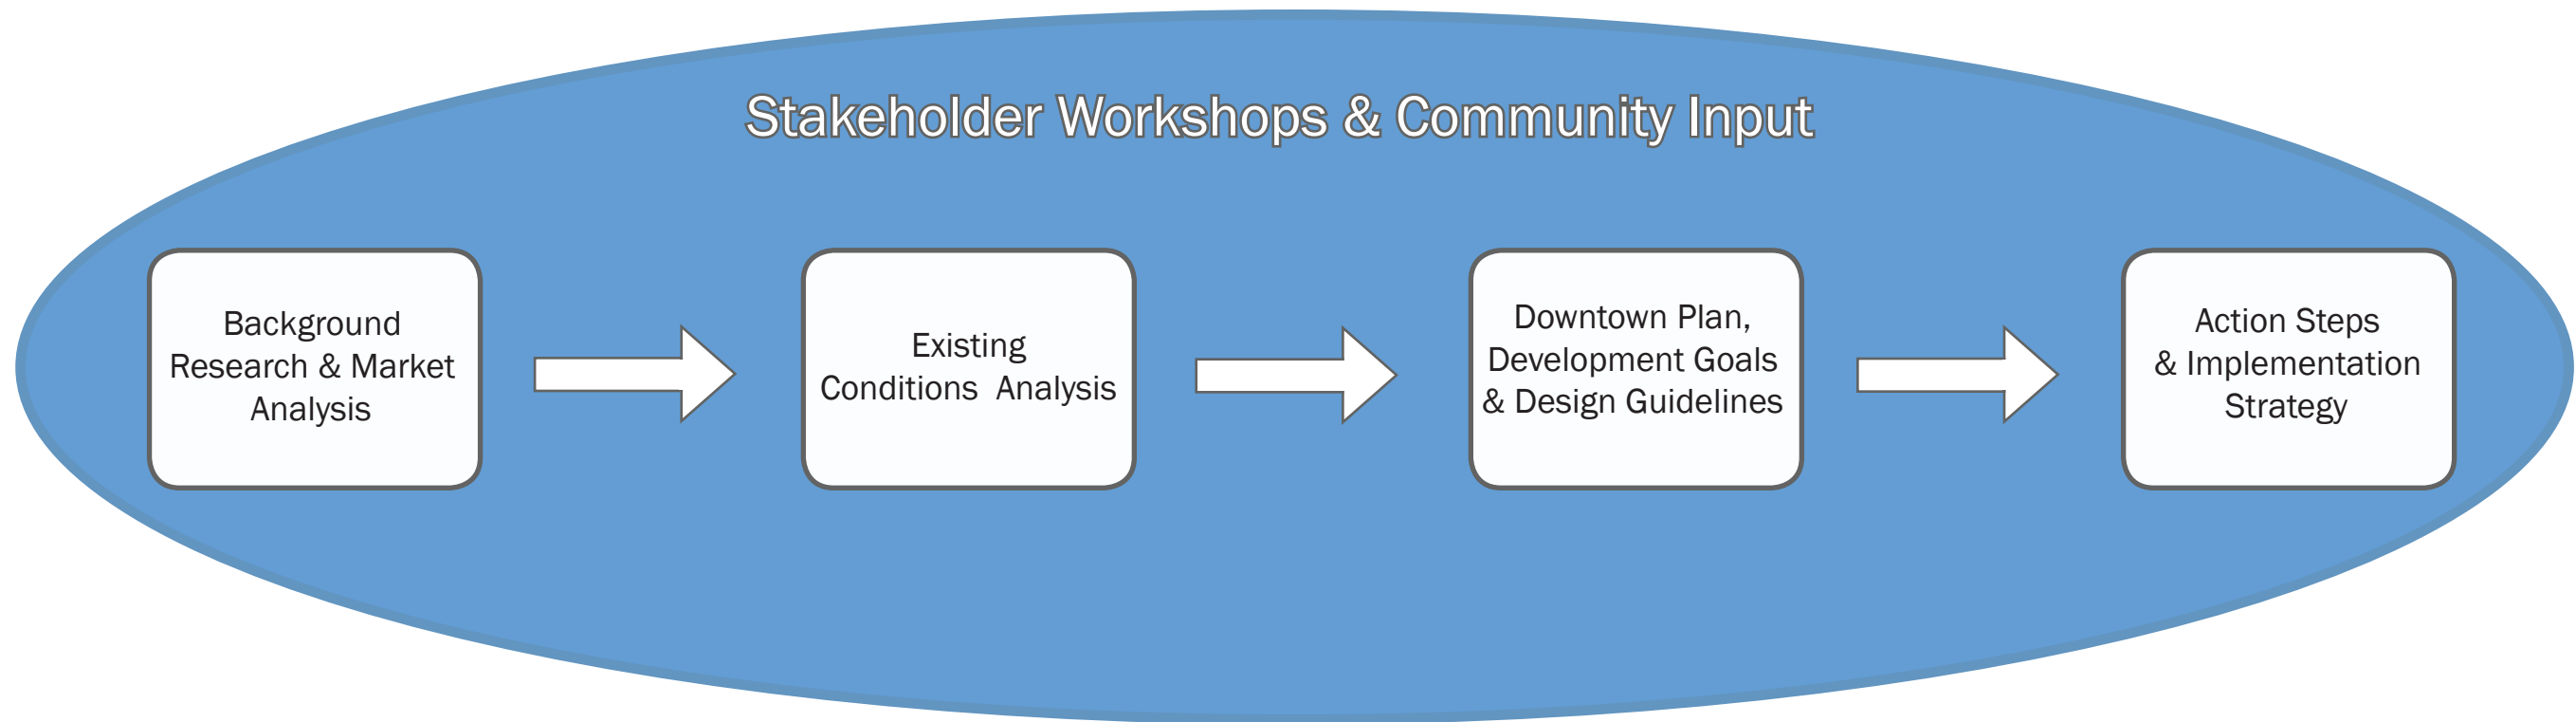 Stakeholder Workshops & Community Input
Background
Research & Market
Analysis
Existing
Conditions  Analysis
Downtown Plan,
Development Goals
& Design Guidelines
Action Steps
& Implementation
Strategy